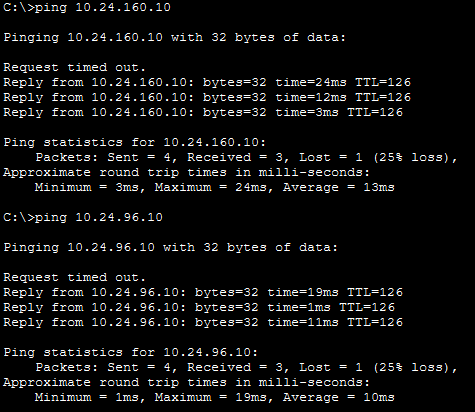 C:\>ping 10.24.160.10
Pinging 10.24.160.10 with 32 bytes of data:
Request timed out.
Reply from 10.24.160.10: bytes=32 time=24ms TTL=126
Reply from 10.24.160.10: bytes=32 time=12ms TTL=126
Reply from 10.24.160.10: bytes=32 time=3ms TTL=126
Ping statistics for 10.24.160.10:
    Packets: Sent = 4, Received = 3, Lost = 1 (25% loss),
Approximate round trip times in milli-seconds:
    Minimum = 3ms, Maximum = 24ms, Average = 13ms
C:\>ping 10.24.96.10
Pinging 10.24.96.10 with 32 bytes of data:
Request timed out.
Reply from 10.24.96.10: bytes=32 time=19ms TTL=126
Reply from 10.24.96.10: bytes=32 time=1ms TTL=126
Reply from 10.24.96.10: bytes=32 time=11ms TTL=126
Ping statistics for 10.24.96.10:
    Packets: Sent = 4, Received = 3, Lost = 1 (25% loss),
Approximate round trip times in milli-seconds:
    Minimum = 1ms, Maximum = 19ms, Average = 10ms